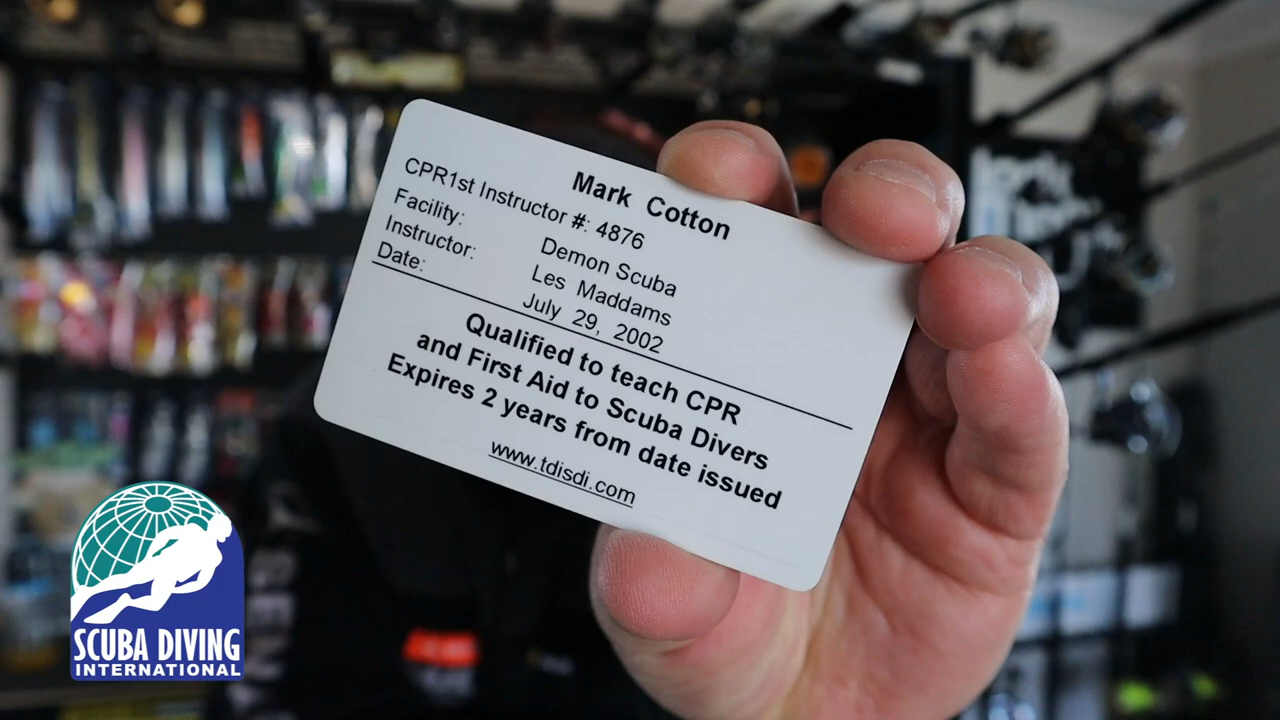 Mark Cotton
CPR1st Instructor #: 4876
Facility: Demon Scuba
Instructor: Les Maddams
Date: July 29, 2002
Qualified to teach CPR
and First Aid to Scuba Divers
Expires 2 years from date issued
www.tdisdi.com
SCUBA DIVING
INTERNATIONAL